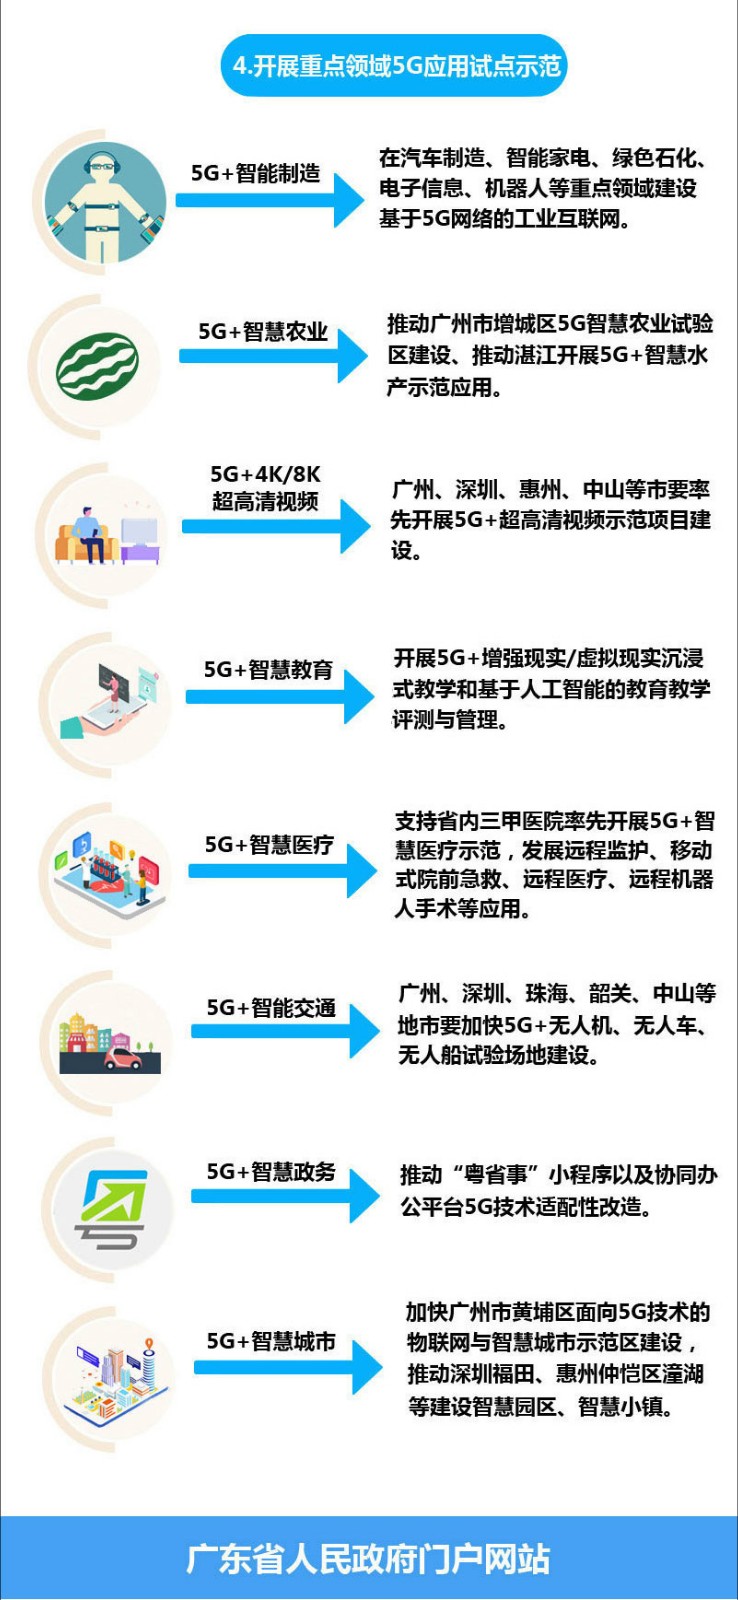 4.开展重点领域5G应用试点示范
5G+智能制造
在汽车制造、智能家电、绿色石化、
电子信息、机器人等重点领域建设
基于5G网络的工业互联网。
5G+智慧农业
推动广州市增城区5G智慧农业试验
区建设、推动湛江开展5G+智慧水
产示范应用。
5G+4K/8K
超高清视频
广州、深圳、惠州、中山等市要率
先开展5G+超高清视频示范项目建
设。
5G+智慧教育
开展5G+增强现实/虚拟现实沉浸
式教学和基于人工智能的教育教学
评测与管理。
5G+智慧医疗
支持省内三甲医院率先开展5G+智
慧医疗示范，发展远程监护、移动
式院前急救、远程医疗、远程机器
人手术等应用。
5G+智能交通
广州、深圳、珠海、韶关、中山等
地市要加快5G+无人机、无人车、
无人船试验场地建设。
5G+智慧政务
推动“粤省事”小程序以及协同办
公平台5G技术适配性改造。
5G+智慧城市
加快广州市黄埔区面向5G技术的
物联网与智慧城市示范区建设，
推动深圳福田、惠州仲恺区潼湖
等建设智慧园区、智慧小镇。
广东省人民政府门户网站